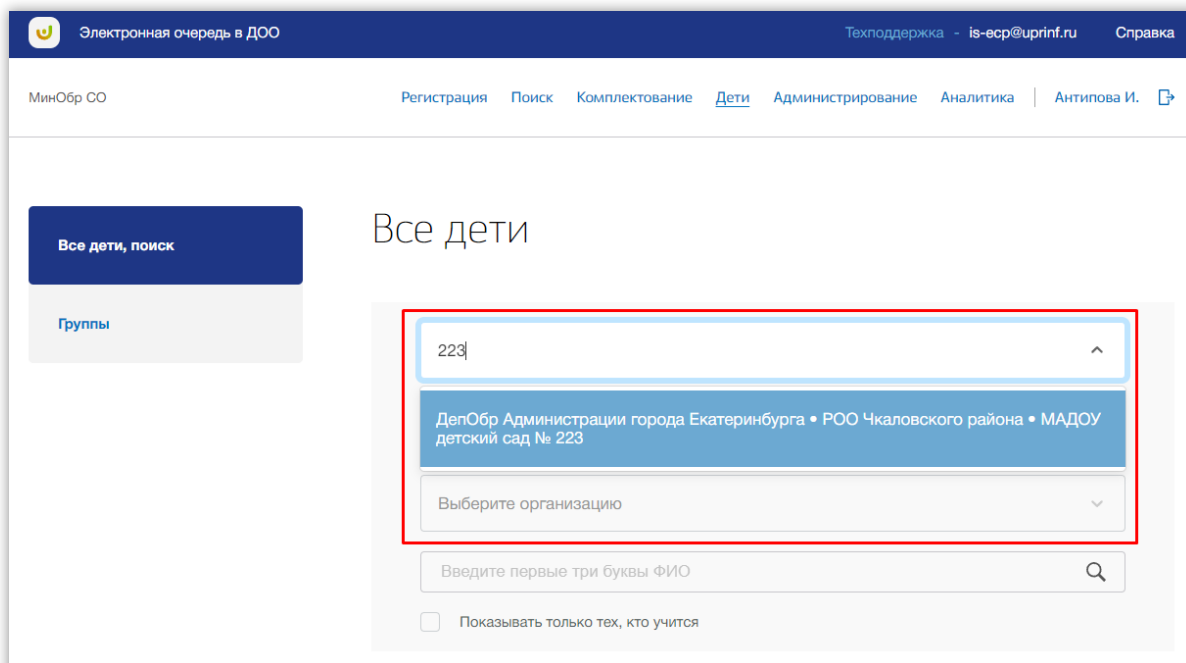 Электронная очередь в ДОО
Техподдержка - is-ecp@uprinf.ru Справка
МинОбр СО
Регистрация Поиск Комплектование Дети Администрирование Аналитика Антипова И.
Все дети, поиск
Группы
Все дети
223
ДепОбр Администрации города Екатеринбурга • РОО Чкаловского района • МАДОУ
детский сад № 223
Выберите организацию
Введите первые три буквы ФИО
Показывать только тех, кто учится